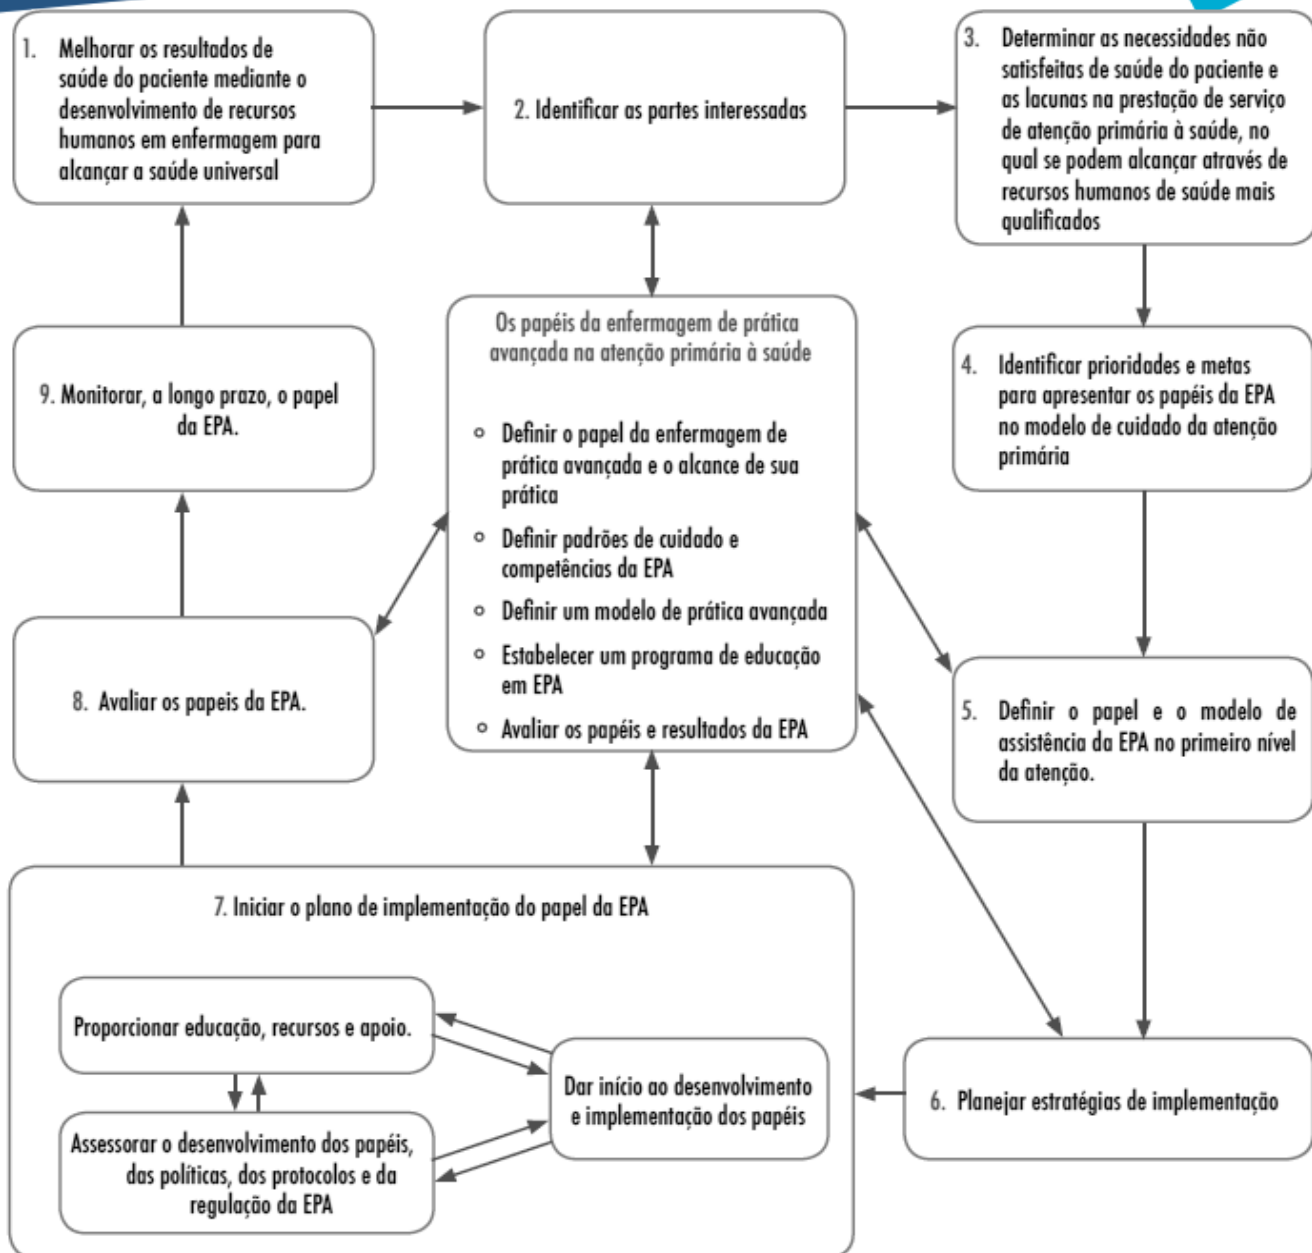 1. Melhorar os resultados de
saúde do paciente mediante o
desenvolvimento de recursos
humanos em enfermagem para
alcançar a saúde universal
2. Identificar as partes interessadas
3. Determinar as necessidades não
satisfeitas de saúde do paciente e
as lacunas na prestação de serviço
de atenção primária à saúde, no
qual se podem alcançar através de
recursos humanos de saúde mais
qualificados
Os papéis da enfermagem de prática
avançada na atenção primária à saúde
○ Definir o papel da enfermagem de
prática avançada e o alcance de sua
prática
○ Definir padrões de cuidado e
competências da EPA
○ Definir um modelo de prática avançada
○ Estabelecer um programa de educação
em EPA
○ Avaliar os papéis e resultados da EPA
4. Identificar prioridades e metas
para apresentar os papéis da EPA
no modelo de cuidado da atenção
primária
5. Definir o papel e o modelo de
assistência da EPA no primeiro nível
da atenção.
6. Planejar estratégias de implementação
7. Iniciar o plano de implementação do papel da EPA
Proporcionar educação, recursos e apoio.
Dar início ao desenvolvimento
e implementação dos papéis
Assessorar o desenvolvimento dos papéis,
das políticas, dos protocolos e da
regulação da EPA
8. Avaliar os papeis da EPA.
9. Monitorar, a longo prazo, o papel
da EPA.